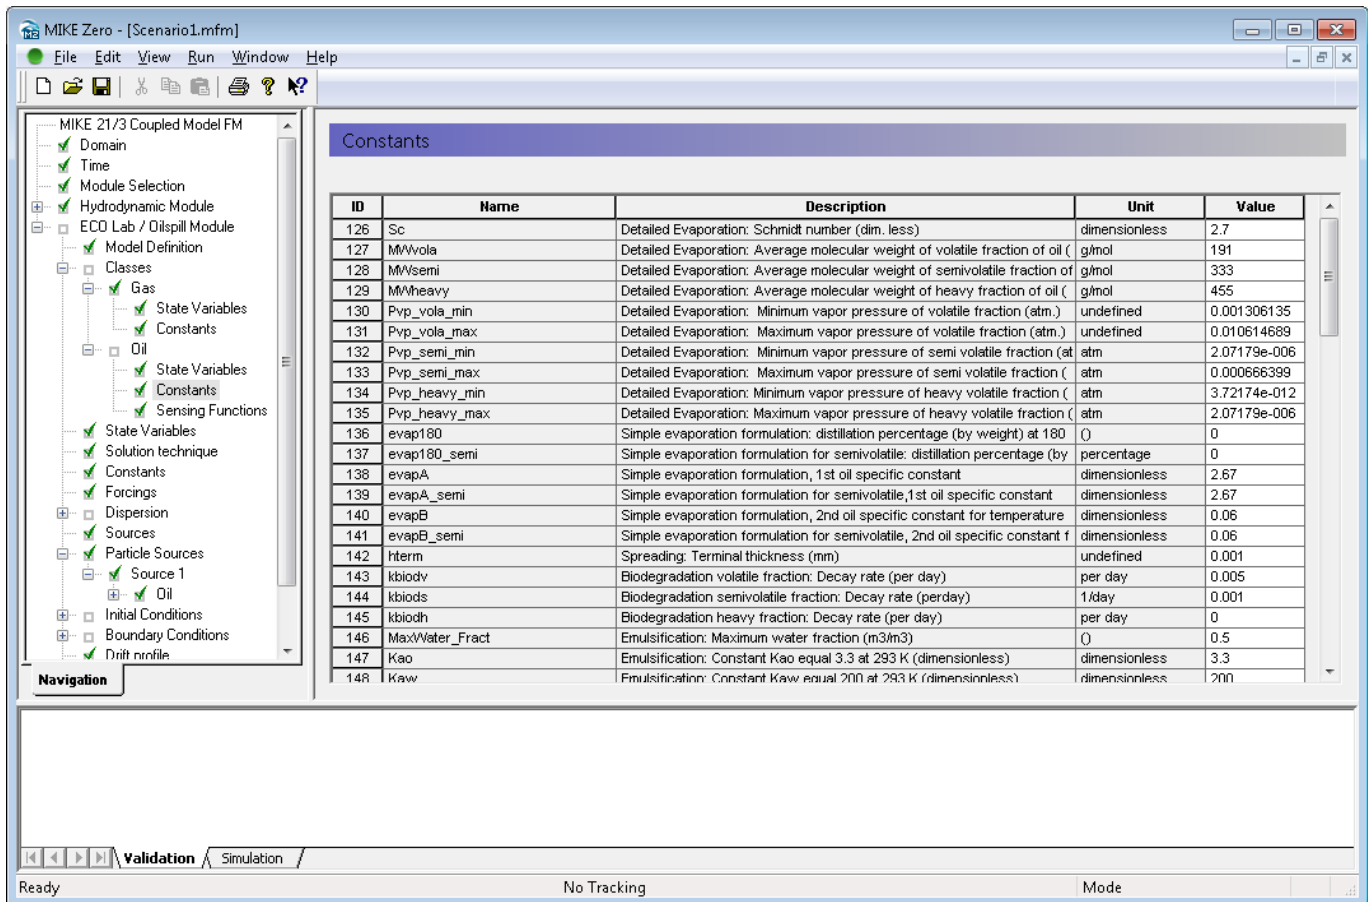 MIKE Zero - [Scenario1.mfm]
File Edit View Run Window Help
MIKE 21/3 Coupled Model FM
Domain
Time
Module Selection
Hydrodynamic Module
ECO Lab / Oilspill Module
Model Definition
Classes
Gas
State Variables
Constants
Oil
State Variables
Constants
Sensing Functions
State Variables
Solution technique
Constants
Forcings
Dispersion
Sources
Particle Sources
Source 1
Oil
Initial Conditions
Boundary Conditions
Drift profile
Navigation
Constants
ID Name Description Unit Value
126 Sc Detailed Evaporation: Schmidt number (dim. less) dimensionless 2.7
127 MWvola Detailed Evaporation: Average molecular weight of volatile fraction of oil ( g/mol 191
128 MWsemi Detailed Evaporation: Average molecular weight of semivolatile fraction of g/mol 333
129 MWheavy Detailed Evaporation: Average molecular weight of heavy fraction of oil ( g/mol 455
130 Pvp_vola_min Detailed Evaporation: Minimum vapor pressure of volatile fraction (atm.) undefined 0.001306135
131 Pvp_vola_max Detailed Evaporation: Maximum vapor pressure of volatile fraction (atm.) undefined 0.010614689
132 Pvp_semi_min Detailed Evaporation: Minimum vapor pressure of semi volatile fraction (at atm 2.07179e-006
133 Pvp_semi_max Detailed Evaporation: Maximum vapor pressure of semi volatile fraction ( atm 0.000666399
134 Pvp_heavy_min Detailed Evaporation: Minimum vapor pressure of heavy volatile fraction ( atm 3.72174e-012
135 Pvp_heavy_max Detailed Evaporation: Maximum vapor pressure of heavy volatile fraction ( atm 2.07179e-006
136 evap180 Simple evaporation formulation: distillation percentage (by weight) at 180 () 0
137 evap180_semi Simple evaporation formulation for semivolatile: distillation percentage (by percentage 0
138 evapA Simple evaporation formulation, 1st oil specific constant dimensionless 2.67
139 evapA_semi Simple evaporation formulation for semivolatile,1st oil specific constant dimensionless 2.67
140 evapB Simple evaporation formulation, 2nd oil specific constant for temperature dimensionless 0.06
141 evapB_semi Simple evaporation formulation for semivolatile, 2nd oil specific constant f dimensionless 0.06
142 hterm Spreading: Terminal thickness (mm) undefined 0.001
143 kbiodv Biodegradation volatile fraction: Decay rate (per day) per day 0.005
144 kbiods Biodegradation semivolatile fraction: Decay rate (perday) 1/day 0.001
145 kbiodh Biodegradation heavy fraction: Decay rate (per day) per day 0
146 MaxWater_Fract Emulsification: Maximum water fraction (m3/m3) () 0.5
147 Kao Emulsification: Constant Kao equal 3.3 at 293 K (dimensionless) dimensionless 3.3
148 Kaw Emulsification: Constant Kaw equal 200 at 293 K (dimensionless) dimensionless 200
Validation Simulation
Ready No Tracking Mode